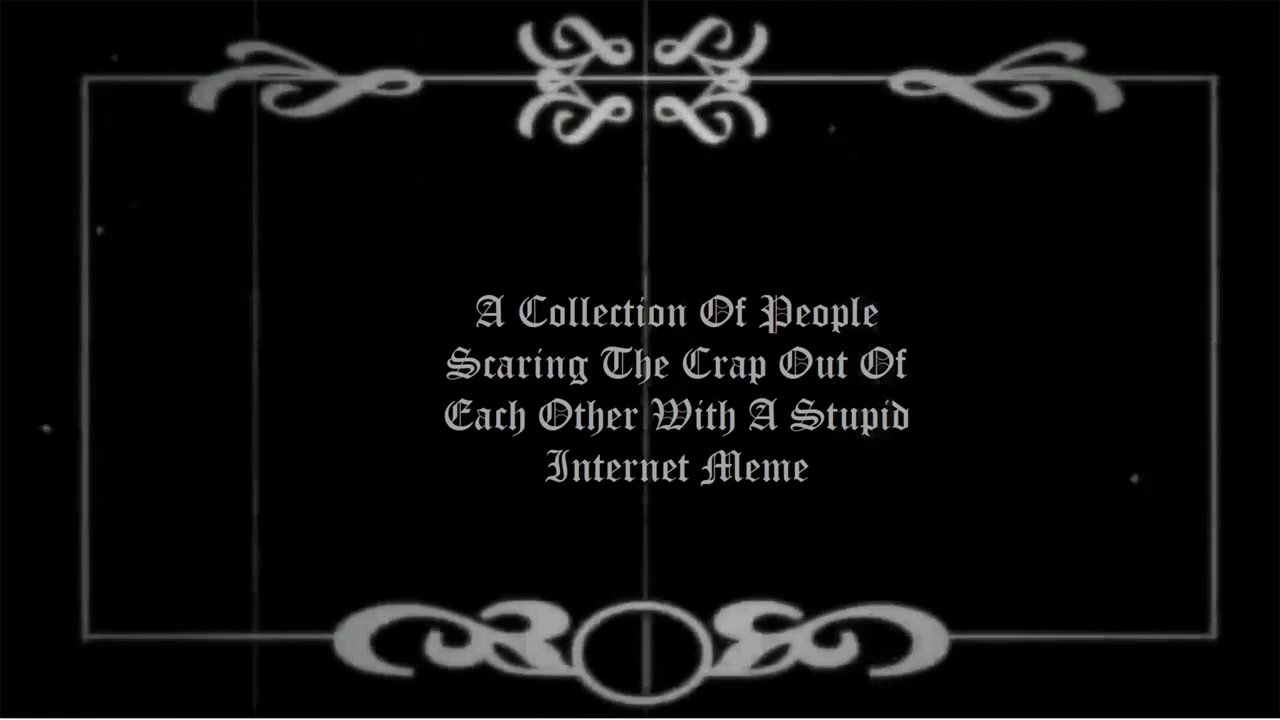 A Collection Of People
Scaring The Crap Out Of
Each Other With A Stupid
Internet Meme